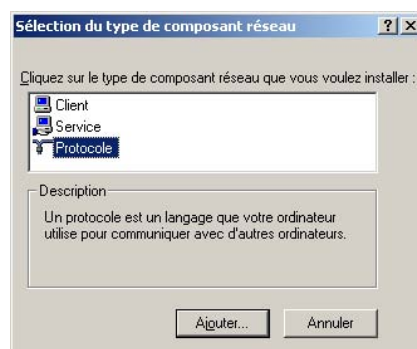 Sélection du type de composant réseau
Cliquez sur le type de composant réseau que vous voulez installer :
Client
Service
Protocole
Description
Un protocole est un langage que votre ordinateur
utilise pour communiquer avec d'autres ordinateurs.
Ajouter... Annuler